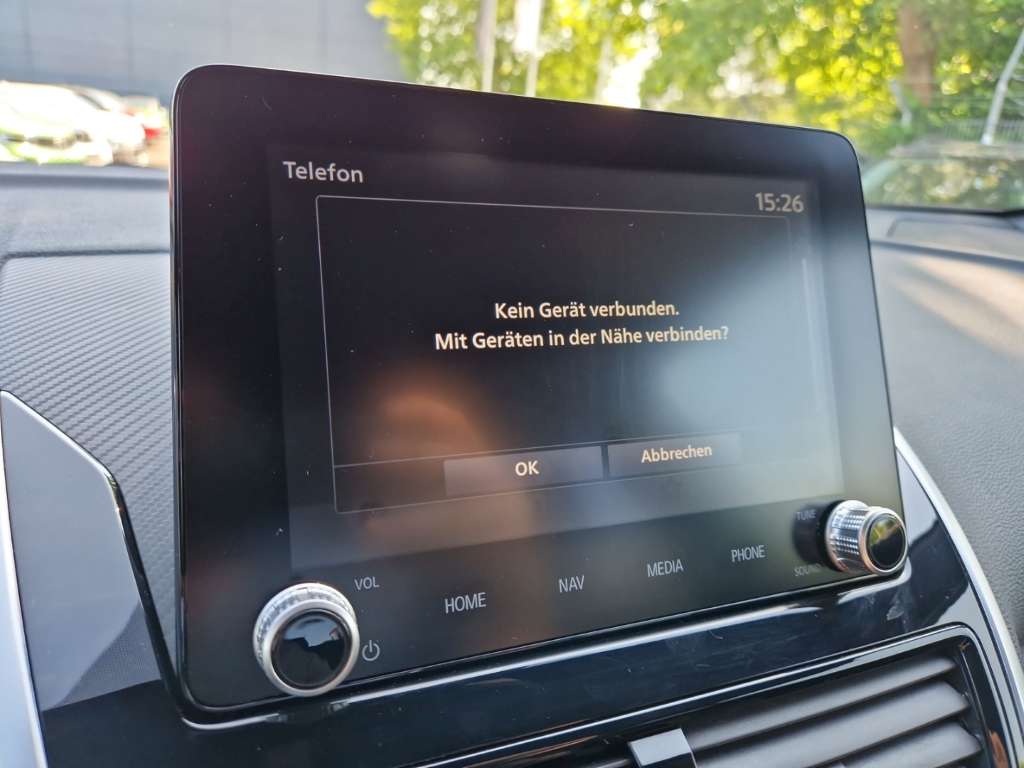 Telefon
15:26
Kein Gerät verbunden.
Mit Geräten in der Nähe verbinden?
OK
Abbrechen
VOL
HOME
NAV
MEDIA
PHONE
TUNE
SOUND